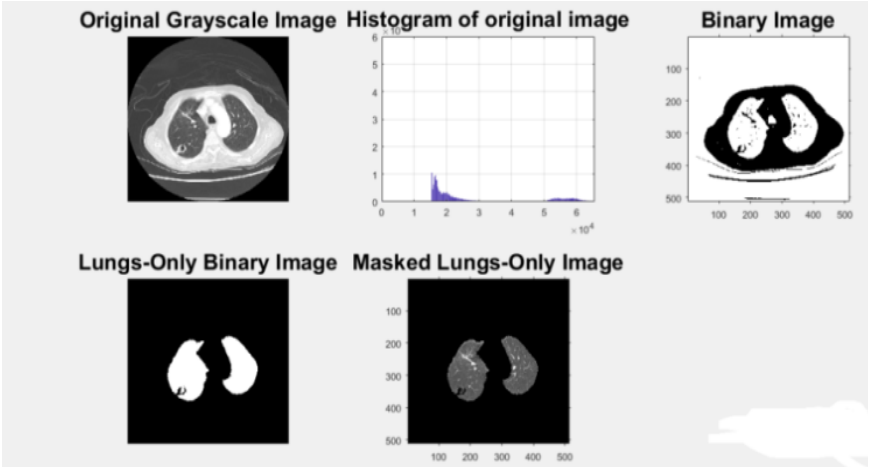 Original Grayscale Image
Histogram of original image
Binary Image
6
×10
5
4
3
2
1
0
0 1 2 3 4 5 6
×10⁴
100
200
300
400
500
100 200 300 400 500
Lungs-Only Binary Image
Masked Lungs-Only Image
100
200
300
400
500
100 200 300 400 500